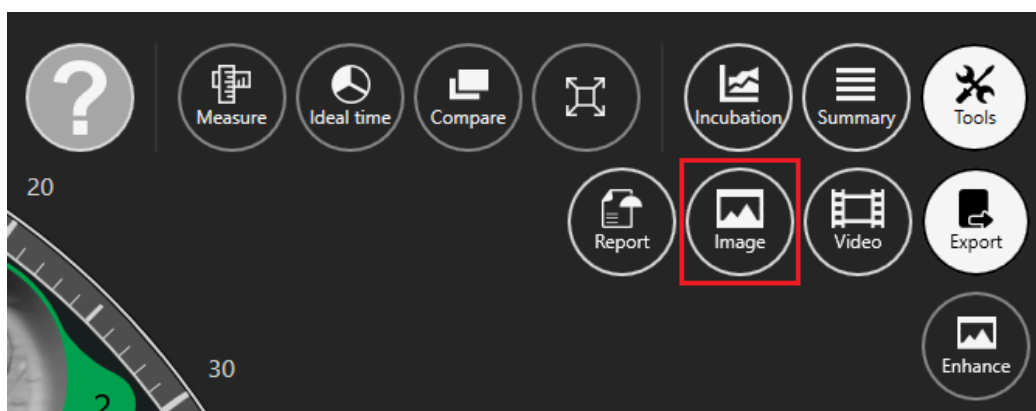 ?
Measure
Ideal time
Compare
Incubation
Summary
Tools
20
Report
Image
Video
Export
30
Enhance
2